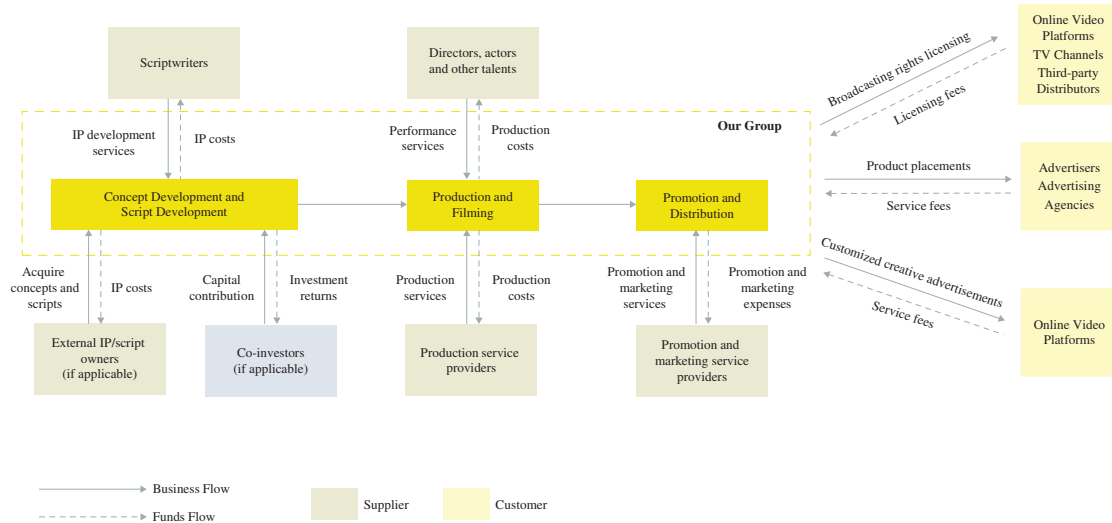 Scriptwriters
Directors, actors
and other talents
Online Video
Platforms
TV Channels
Third-party
Distributors
Broadcasting rights licensing
Licensing fees
Our Group
IP development
services
IP costs
Performance
services
Production
costs
Product placements
Service fees
Advertisers
Advertising
Agencies
Concept Development and
Script Development
Production and
Filming
Promotion and
Distribution
Acquire
concepts and
scripts
IP costs
Capital
contribution
Investment
returns
Production
services
Production
costs
Promotion and
marketing
services
Promotion and
marketing
expenses
Customized creative advertisements
Service fees
Online Video
Platforms
External IP/script
owners
(if applicable)
Co-investors
(if applicable)
Production service
providers
Promotion and
marketing service
providers
Business Flow
Funds Flow
Supplier
Customer